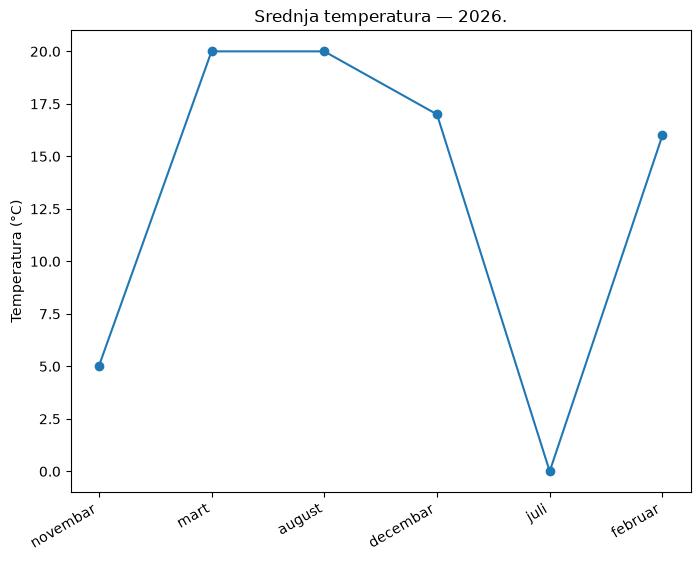 Srednja temperatura — 2026.
Temperatura (°C)
20.0
17.5
15.0
12.5
10.0
7.5
5.0
2.5
0.0
novembar
mart
august
decembar
juli
februar